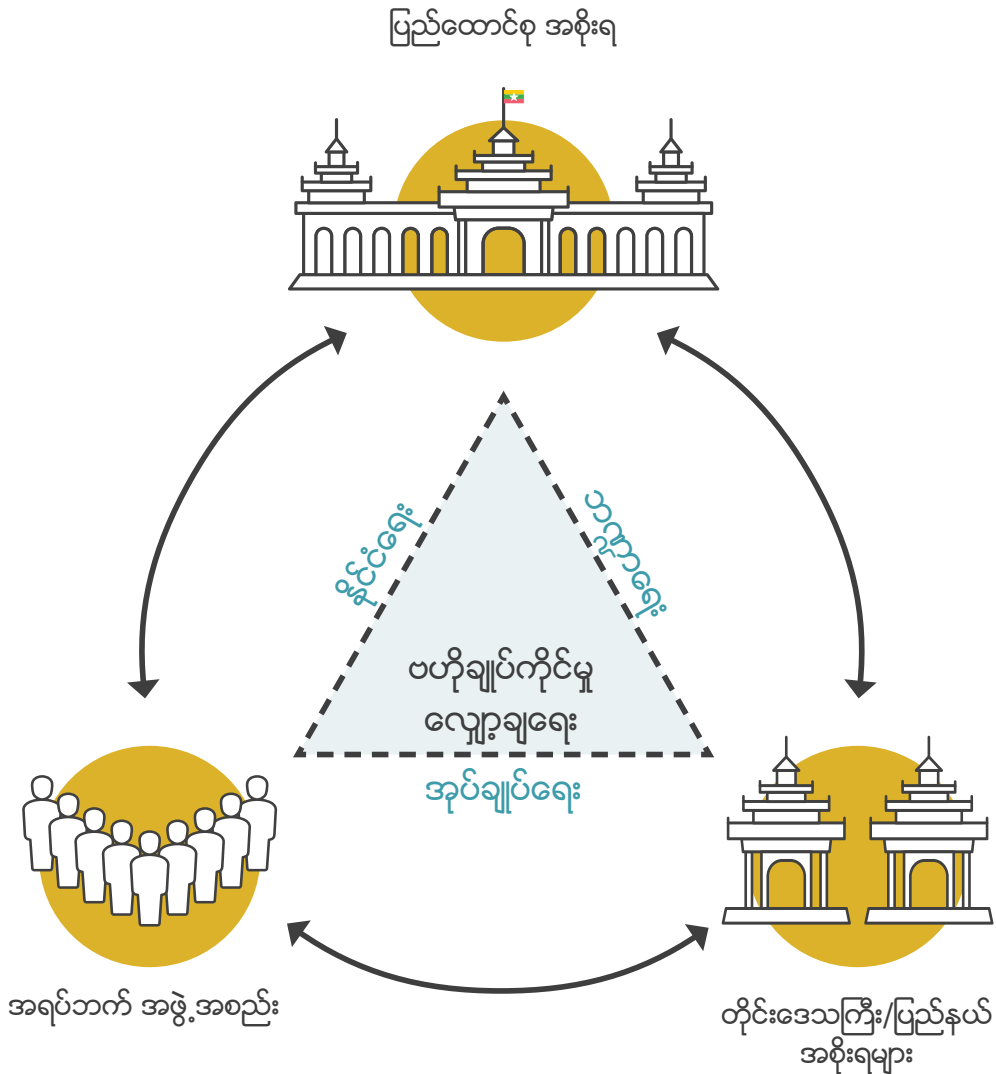 ပြည်ထောင်စု အစိုးရ
နိုင်ငံရေး
ဘဏ္ဍာရေး
ဗဟိုချုပ်ကိုင်မှု
လျှော့ချရေး
အုပ်ချုပ်ရေး
အရပ်ဘက် အဖွဲ့အစည်း
တိုင်းဒေသကြီး/ပြည်နယ်
အစိုးရများ